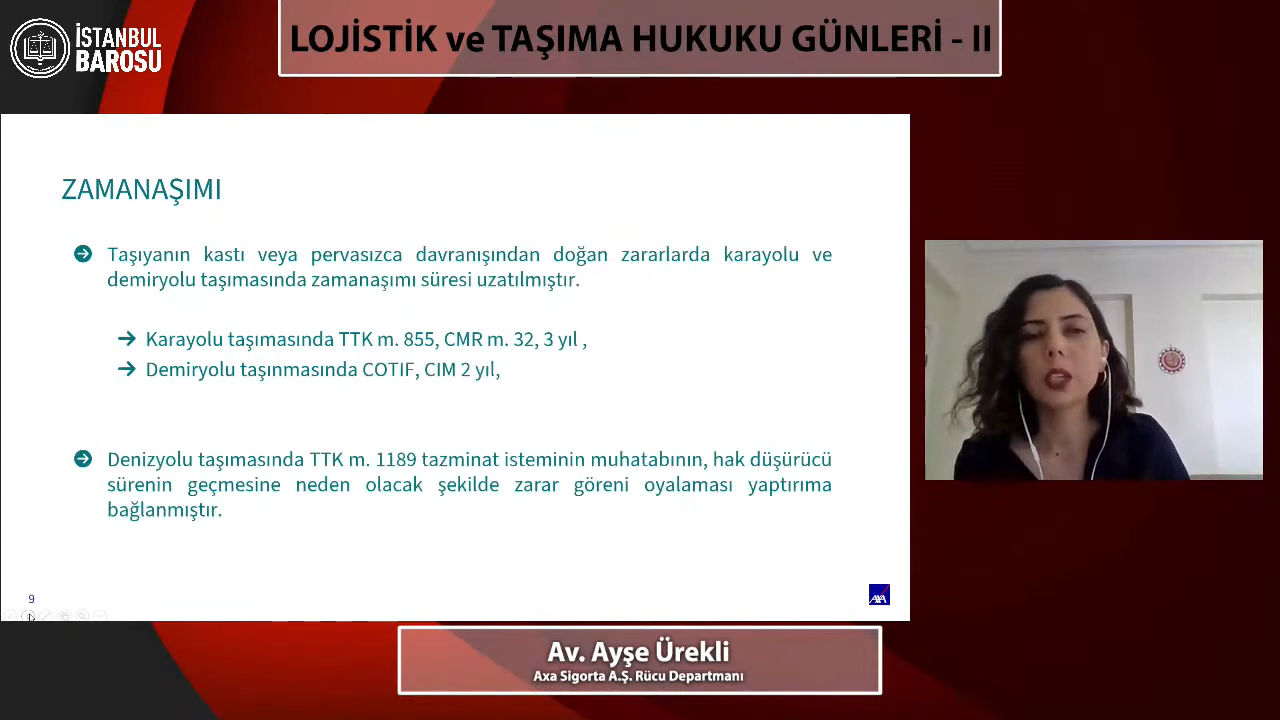 İSTANBUL
BAROSU
LOJİSTİK ve TAŞIMA HUKUKU GÜNLERİ - II
ZAMANAŞIMI
Taşıyanın kastı veya pervasızca davranışından doğan zararlarda karayolu ve
demiryolu taşımasında zamanaşımı süresi uzatılmıştır.
Karayolu taşımasında TTK m. 855, CMR m. 32, 3 yıl ,
Demiryolu taşınmasında COTIF, CIM 2 yıl,
Denizyolu taşımasında TTK m. 1189 tazminat isteminin muhatabının, hak düşürücü
sürenin geçmesine neden olacak şekilde zarar göreni oyalaması yaptırıma
bağlanmıştır.
9
AXA
Av. Ayşe Ürekli
Axa Sigorta A.Ş. Rücu Departmanı